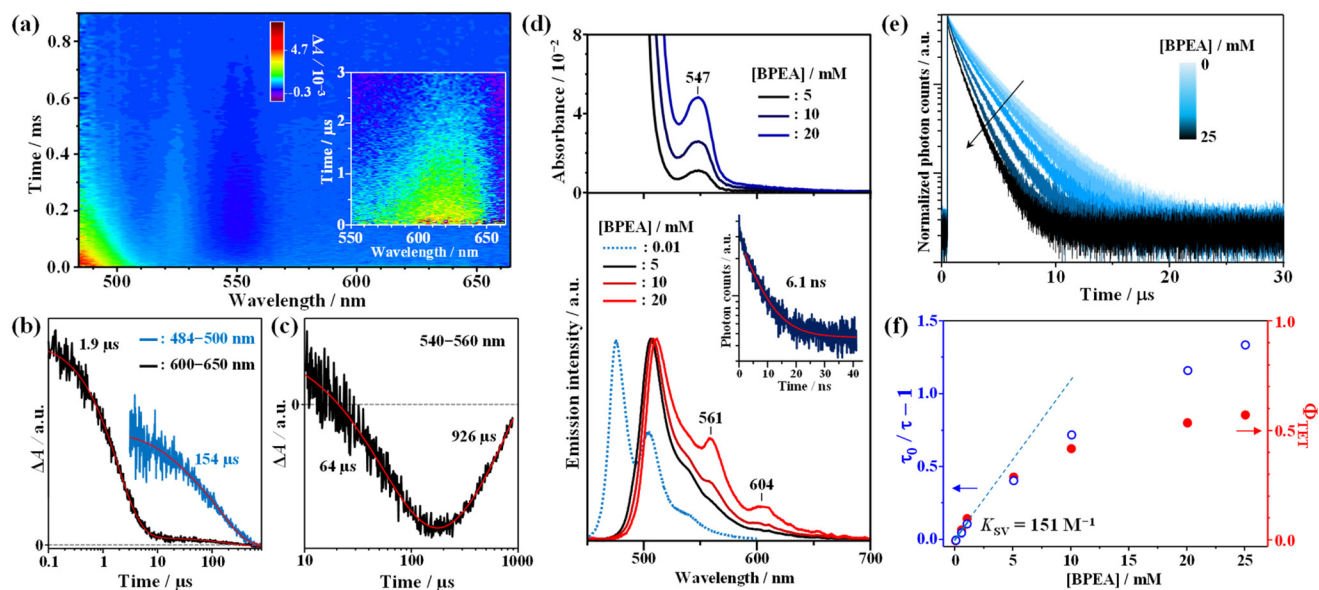 (a)
Time / ms
0.8
0.6
0.4
0.2
0.0
500
550
600
650
Wavelength / nm
4.7
-0.3
ΔA / 10⁻³
Time / μs
3
2
1
0
550
600
650
Wavelength / nm
(b)
ΔA / a.u.
1.9 μs
: 484−500 nm
: 600−650 nm
154 μs
0
0.1
1
10
100
Time / μs
(c)
540−560 nm
ΔA / a.u.
0
926 μs
64 μs
10
100
1000
Time / μs
(d)
Absorbance / 10⁻²
8
4
0
547
[BPEA] / mM
: 5
: 10
: 20
Emission intensity / a.u.
[BPEA] / mM
: 0.01
: 5
: 10
: 20
561
604
Photon counts / a.u.
6.1 ns
0
10
20
30
40
Time / ns
500
600
700
Wavelength / nm
(e)
Normalized photon counts / a.u.
[BPEA] / mM
0
25
0
10
20
30
Time / μs
(f)
τ₀ / τ − 1
1.5
1.0
0.5
0.0
K_SV = 151 M⁻¹
Φ_TET
1.0
0.5
0.0
0
5
10
15
20
25
[BPEA] / mM